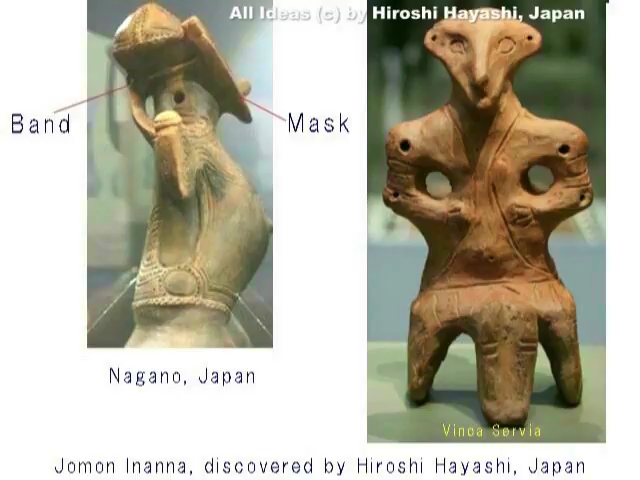 All Ideas (c) by Hiroshi Hayashi, Japan
Band
Mask
Nagano, Japan
Vinca Servia
Jomon Inanna, discovered by Hiroshi Hayashi, Japan